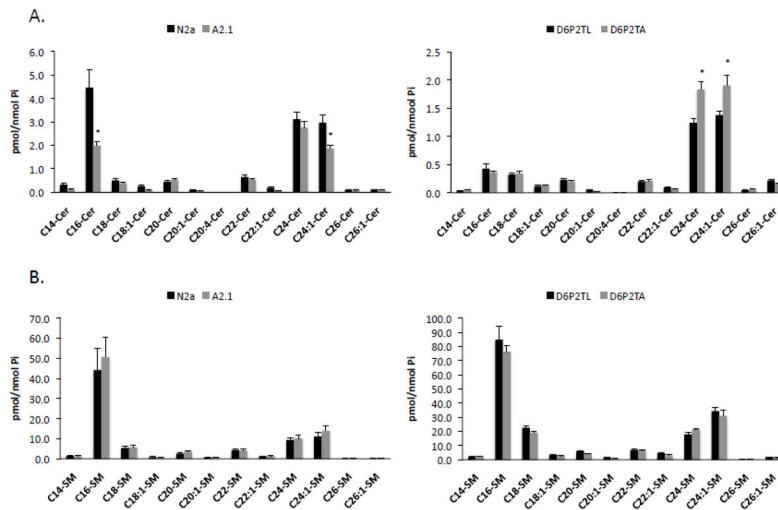 A.
N2a A2.1
pmol/nmol Pi
6.0
5.0
4.0
3.0
2.0
1.0
0.0
*
*
C14-Cer
C16-Cer
C18-Cer
C18:1-Cer
C20-Cer
C20:1-Cer
C20:4-Cer
C22-Cer
C22:1-Cer
C24-Cer
C24:1-Cer
C26-Cer
C26:1-Cer
D6P2TL D6P2TA
pmol/nmool Pi
2.5
2.0
1.5
1.0
0.5
0.0
*
*
C14-Cer
C16-Cer
C18-Cer
C18:1-Cer
C20-Cer
C20:1-Cer
C20:4-Cer
C22-Cer
C22:1-Cer
C24-Cer
C24:1-Cer
C26-Cer
C26:1-Cer
B.
N2a A2.1
pmol/nmol Pi
70.0
60.0
50.0
40.0
30.0
20.0
10.0
0.0
C14-SM
C16-SM
C18-SM
C18:1-SM
C20-SM
C20:1-SM
C22-SM
C22:1-SM
C24-SM
C24:1-SM
C26-SM
C26:1-SM
D6P2TL D6P2TA
pmol/nmol Pi
100.0
90.0
80.0
70.0
60.0
50.0
40.0
30.0
20.0
10.0
0.0
C14-SM
C16-SM
C18-SM
C18:1-SM
C20-SM
C20:1-SM
C22-SM
C22:1-SM
C24-SM
C24:1-SM
C26-SM
C26:1-SM